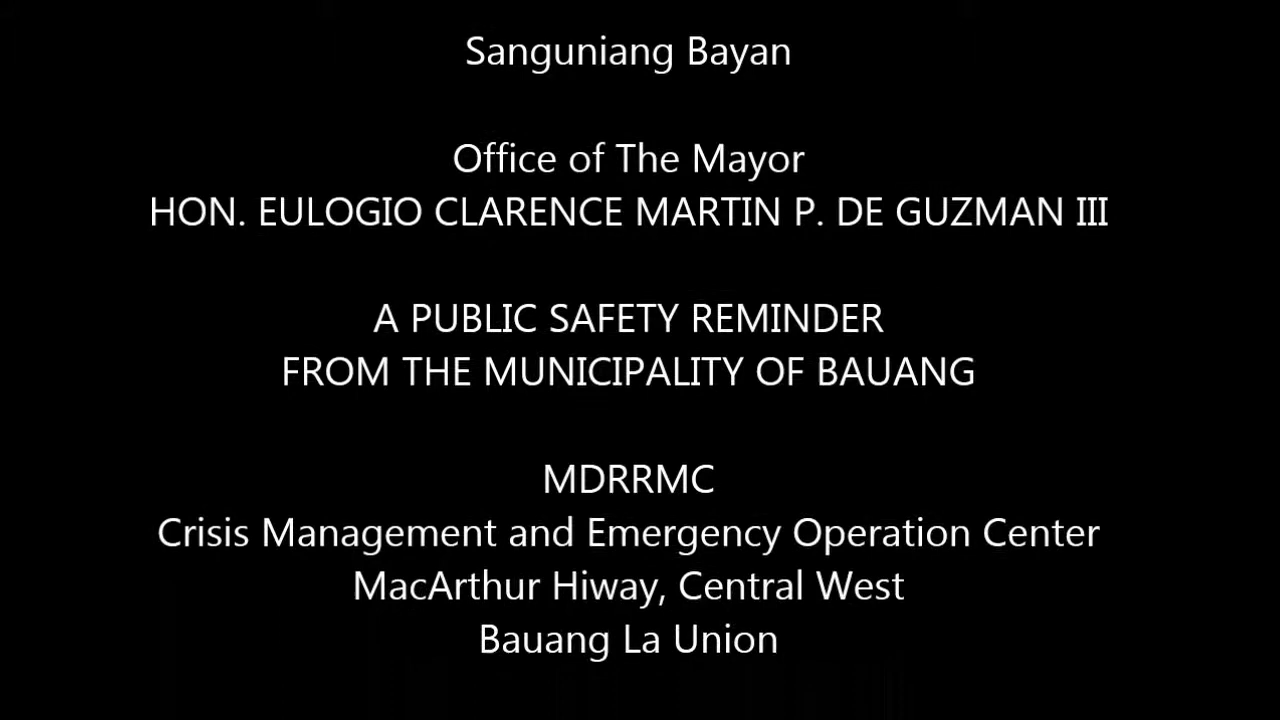 Sanguniang Bayan
Office of The Mayor
HON. EULOGIO CLARENCE MARTIN P. DE GUZMAN III
A PUBLIC SAFETY REMINDER
FROM THE MUNICIPALITY OF BAUANG
MDRRMC
Crisis Management and Emergency Operation Center
MacArthur Hiway, Central West
Bauang La Union